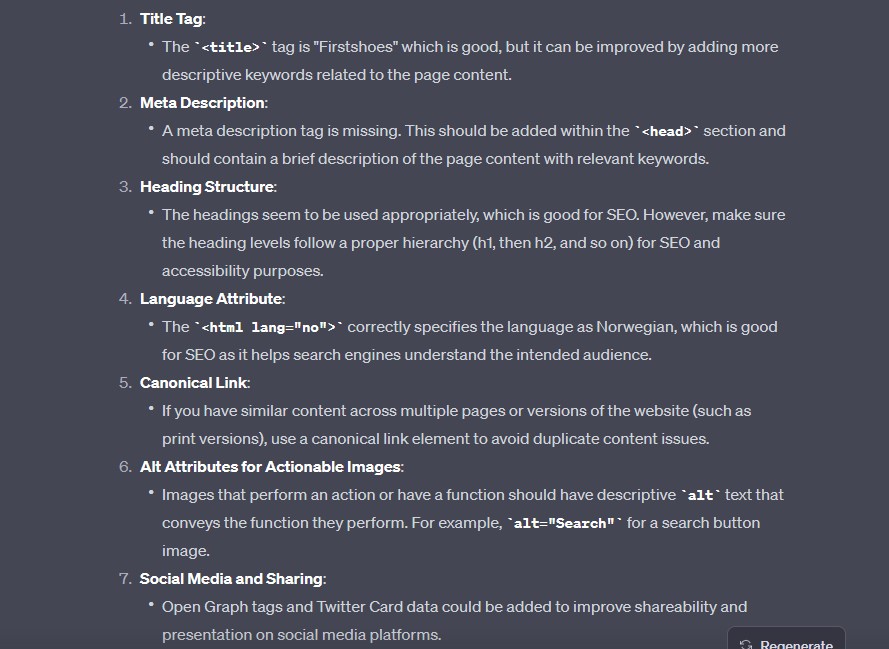 1. Title Tag:
• The `<title>` tag is "Firstshoes" which is good, but it can be improved by adding more
descriptive keywords related to the page content.
2. Meta Description:
• A meta description tag is missing. This should be added within the `<head>` section and
should contain a brief description of the page content with relevant keywords.
3. Heading Structure:
• The headings seem to be used appropriately, which is good for SEO. However, make sure
the heading levels follow a proper hierarchy (h1, then h2, and so on) for SEO and
accessibility purposes.
4. Language Attribute:
• The `<html lang="no">` correctly specifies the language as Norwegian, which is good
for SEO as it helps search engines understand the intended audience.
5. Canonical Link:
• If you have similar content across multiple pages or versions of the website (such as
print versions), use a canonical link element to avoid duplicate content issues.
6. Alt Attributes for Actionable Images:
• Images that perform an action or have a function should have descriptive `alt` text that
conveys the function they perform. For example, `alt="Search"` for a search button
image.
7. Social Media and Sharing:
• Open Graph tags and Twitter Card data could be added to improve shareability and
presentation on social media platforms.
Regenerate